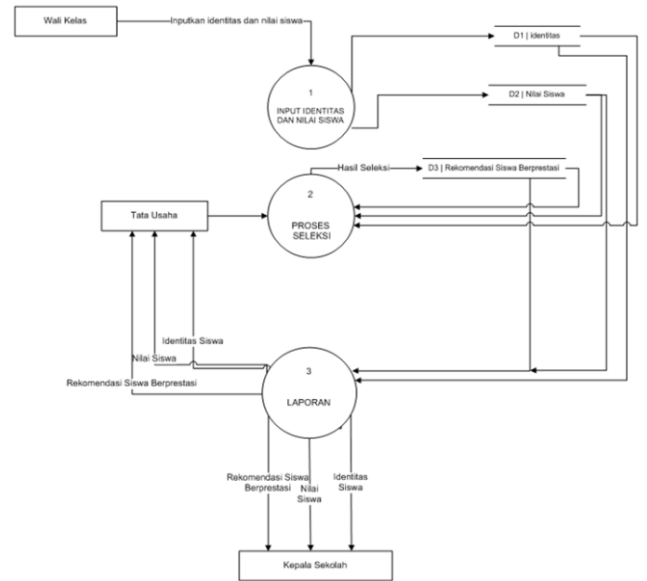 Wali Kelas
Inputkan identitas dan nilai siswa
D1 | identitas
1
INPUT IDENTITAS
DAN NILAI SISWA
D2 | Nilai Siswa
Hasil Seleksi
D3 | Rekomendasi Siswa Berprestasi
2
PROSES
SELEKSI
Tata Usaha
Identitas Siswa
Nilai Siswa
Rekomendasi Siswa Berprestasi
3
LAPORAN
Rekomendasi Siswa
Berprestasi
Nilai
Siswa
Identitas
Siswa
Kepala Sekolah